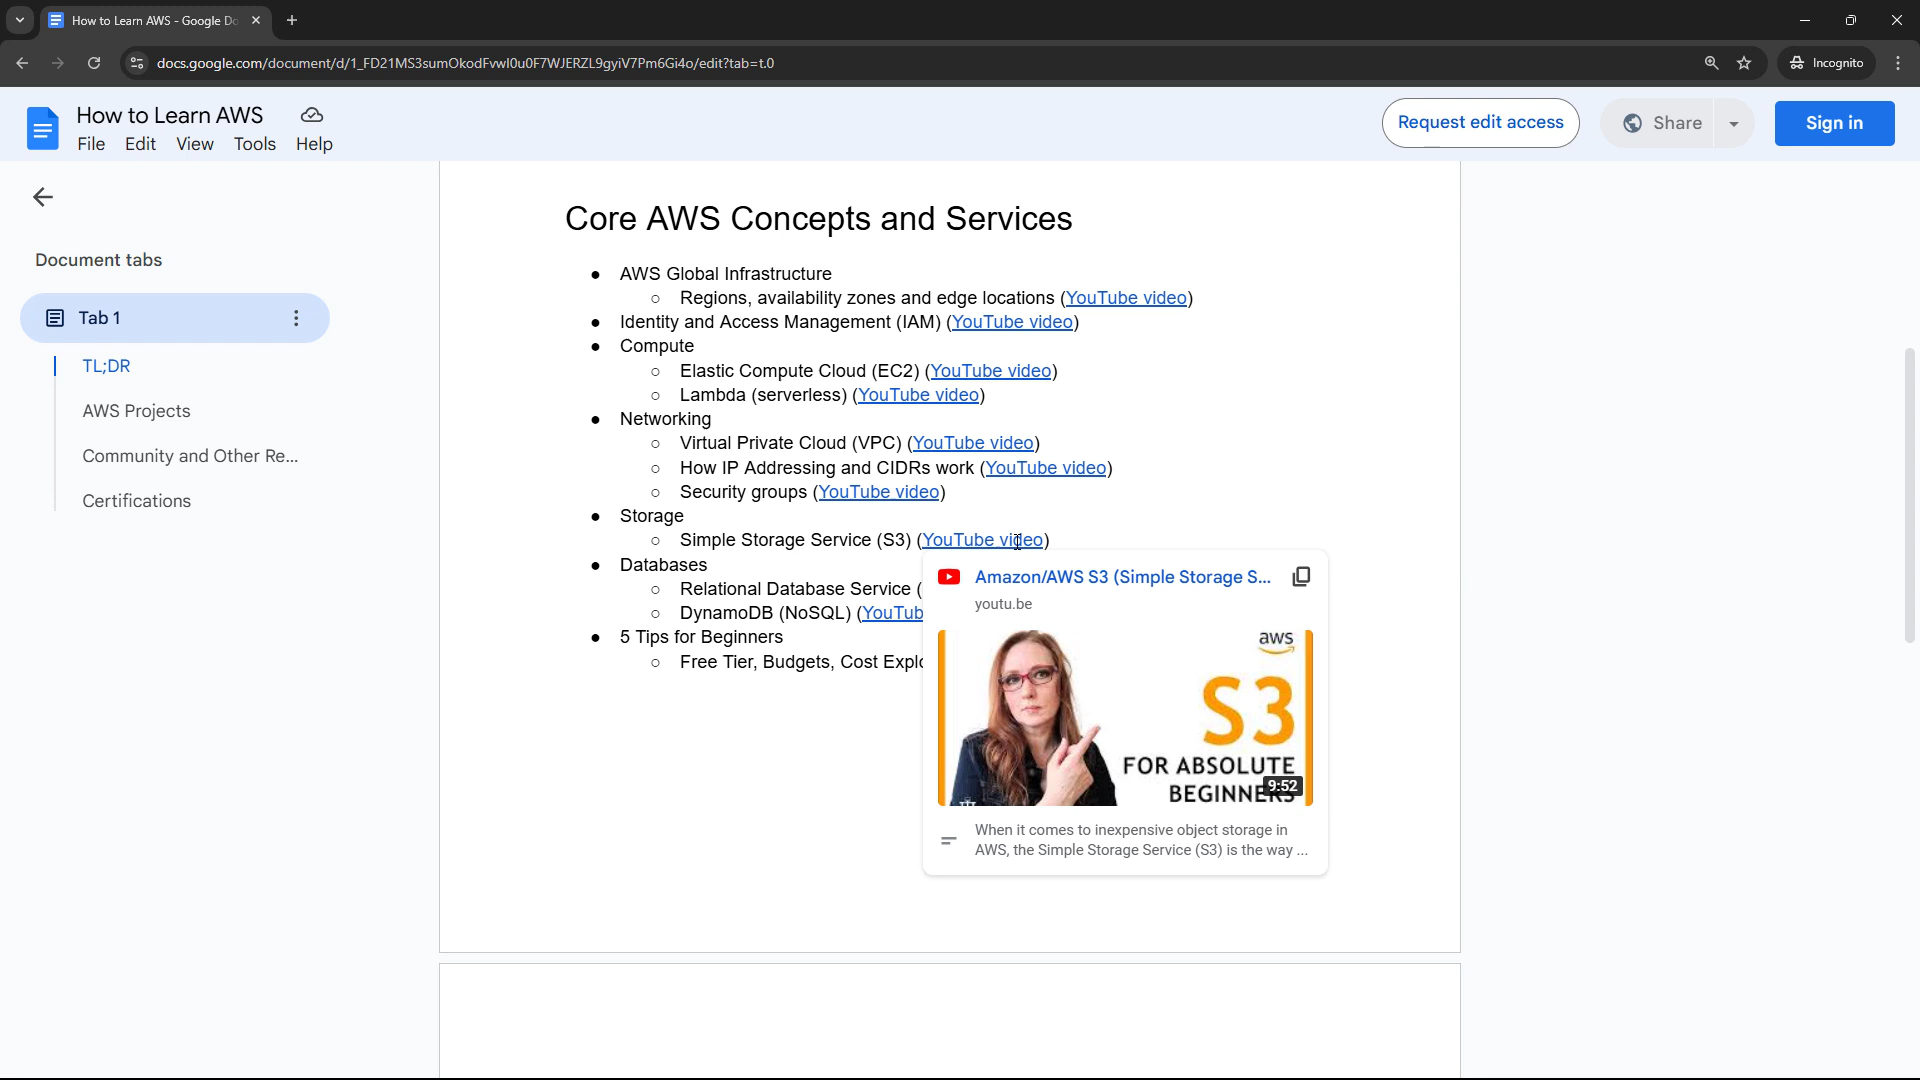 How to Learn AWS - Google Do
docs.google.com/document/d/1_FD21MS3sumOkodFvwl0u0F7WJERZL9gyiV7Pm6Gi4o/edit?tab=t.0
Incognito
How to Learn AWS
File Edit View Tools Help
Request edit access
Share
Sign in
Document tabs
Tab 1
TL;DR
AWS Projects
Community and Other Re...
Certifications
Core AWS Concepts and Services
● AWS Global Infrastructure
○ Regions, availability zones and edge locations (YouTube video)
● Identity and Access Management (IAM) (YouTube video)
● Compute
○ Elastic Compute Cloud (EC2) (YouTube video)
○ Lambda (serverless) (YouTube video)
● Networking
○ Virtual Private Cloud (VPC) (YouTube video)
○ How IP Addressing and CIDRs work (YouTube video)
○ Security groups (YouTube video)
● Storage
○ Simple Storage Service (S3) (YouTube video)
● Databases
○ Relational Database Service (
○ DynamoDB (NoSQL) (YouTub
● 5 Tips for Beginners
○ Free Tier, Budgets, Cost Explo
Amazon/AWS S3 (Simple Storage S...
youtu.be
aws
S3
FOR ABSOLUTE
BEGINNERS
9:52
When it comes to inexpensive object storage in
AWS, the Simple Storage Service (S3) is the way ...